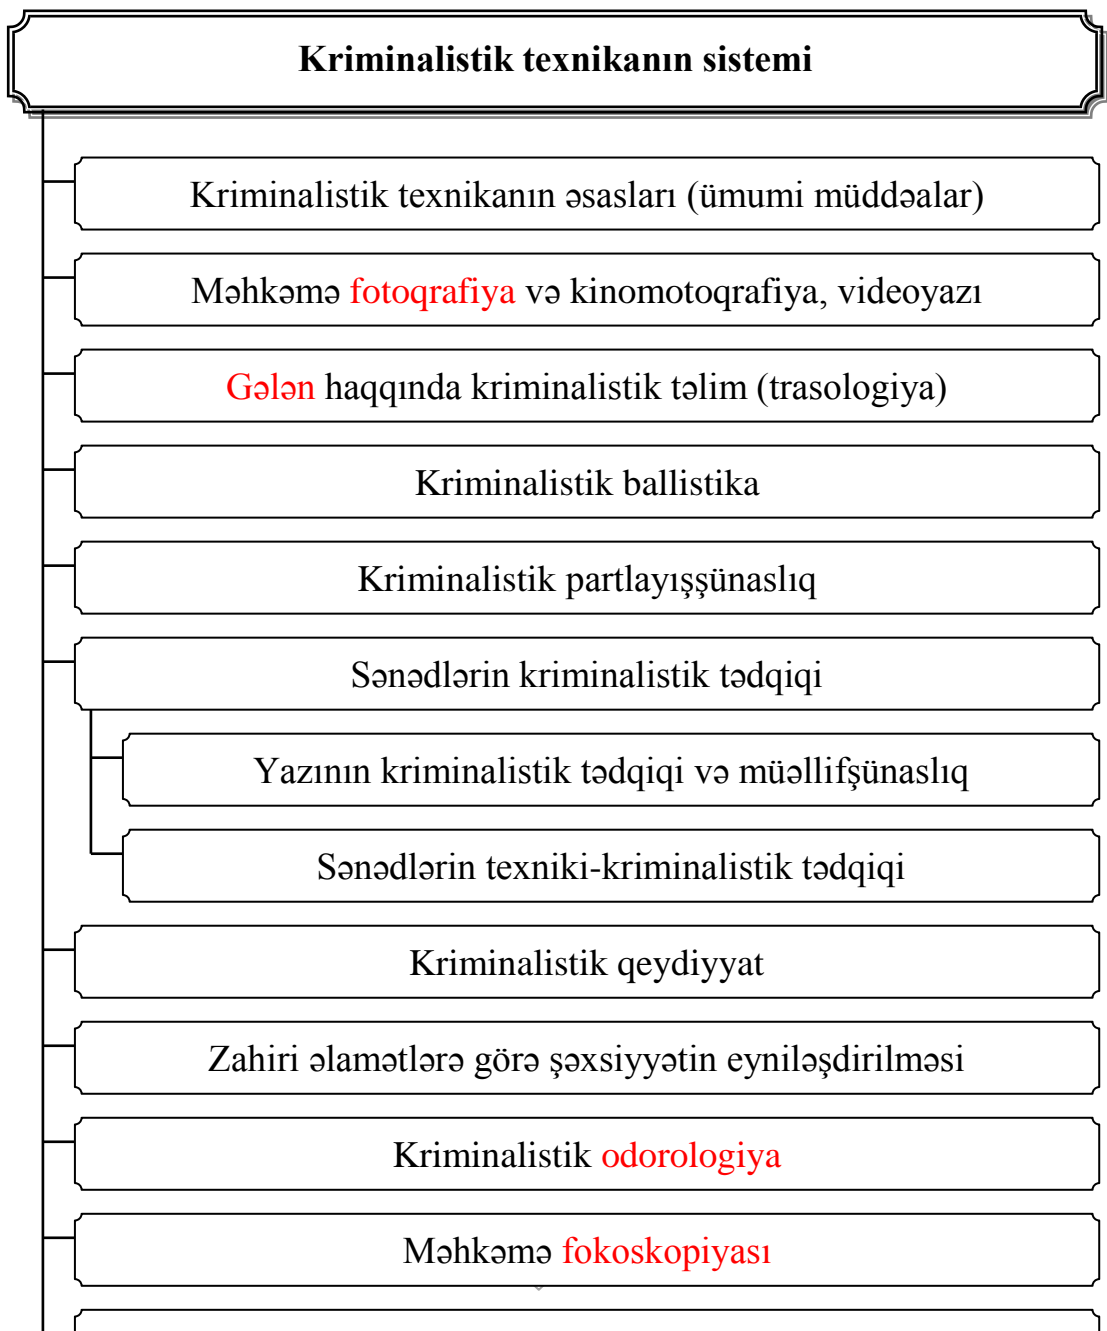 Kriminalistik texnikanın sistemi
Kriminalistik texnikanın əsasları (ümumi müddəalar)
Məhkəmə fotoqrafiya və kinomotoqrafiya, videoyazı
Gələn haqqında kriminalistik təlim (trasologiya)
Kriminalistik ballistika
Kriminalistik partlayışşünaslıq
Sənədlərin kriminalistik tədqiqi
Yazının kriminalistik tədqiqi və müəllifşünaslıq
Sənədlərin texniki-kriminalistik tədqiqi
Kriminalistik qeydiyyat
Zahiri əlamətlərə görə şəxsiyyətin eyniləşdirilməsi
Kriminalistik odorologiya
Məhkəmə fokoskopiyası